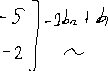 -5 ] -2b₂ + b₁
-2 ~